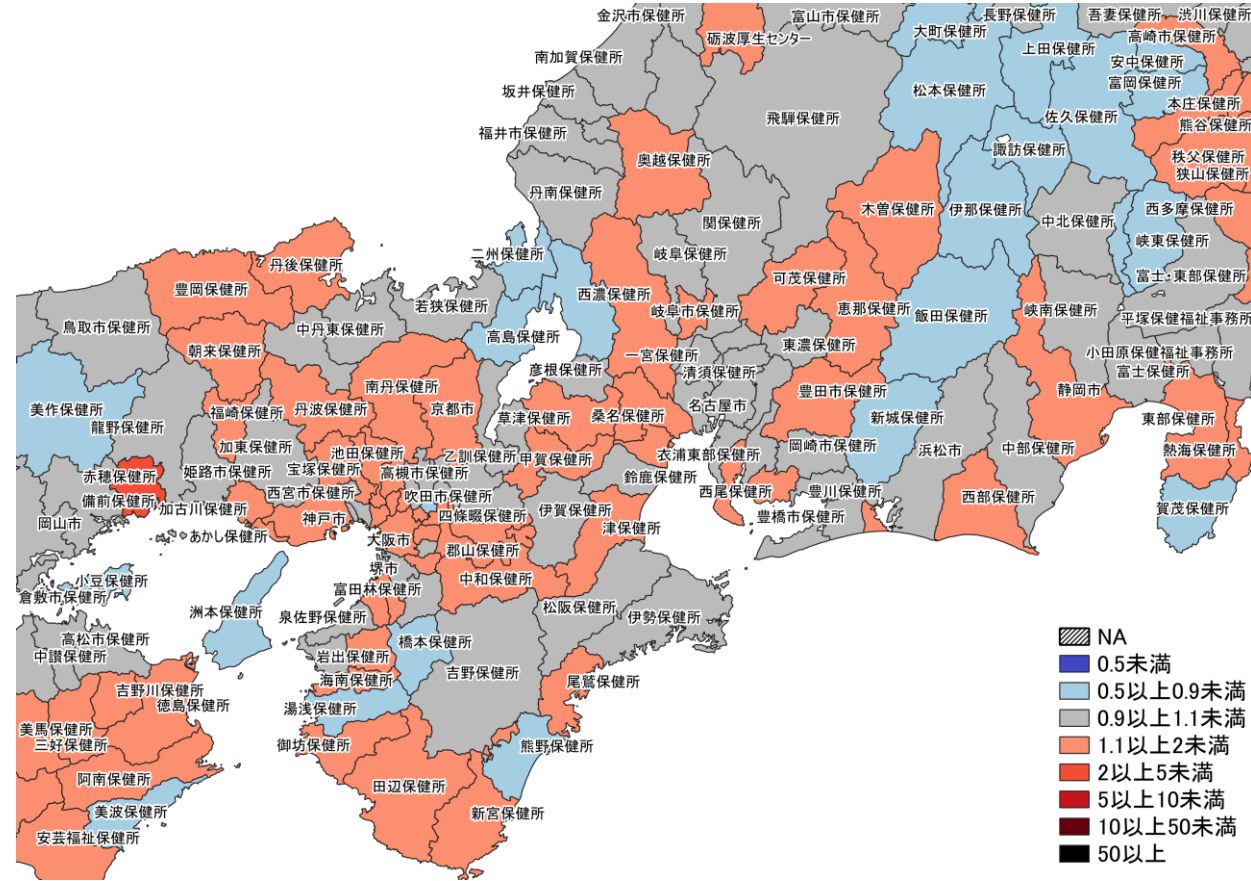 金沢市保健所
富山市保健所
長野保健所
吾妻保健所
渋川保健所
砺波厚生センター
大町保健所
高崎市保健所
南加賀保健所
上田保健所
安中保健所
坂井保健所
松本保健所
富岡保健所
本庄保健所
福井市保健所
飛騨保健所
佐久保健所
熊谷保健所
奥越保健所
諏訪保健所
秩父保健所
狭山保健所
丹南保健所
木曽保健所
伊那保健所
西多摩保健所
関保健所
中北保健所
峡東保健所
二州保健所
岐阜保健所
丹後保健所
可茂保健所
富士・東部保健所
豊岡保健所
西濃保健所
若狭保健所
岐阜市保健所
恵那保健所
飯田保健所
峡南保健所
平塚保健福祉事務所
鳥取市保健所
中丹東保健所
高島保健所
東濃保健所
朝来保健所
一宮保健所
小田原保健福祉事務所
彦根保健所
清須保健所
富士保健所
南丹保健所
豊田市保健所
静岡市
美作保健所
福崎保健所
丹波保健所
京都市
草津保健所
桑名保健所
名古屋市
新城保健所
東部保健所
龍野保健所
加東保健所
池田保健所
乙訓保健所
甲賀保健所
衣浦東部保健所
岡崎市保健所
浜松市
中部保健所
熱海保健所
赤穂保健所
姫路市保健所
宝塚保健所
高槻市保健所
鈴鹿保健所
備前保健所
西宮市保健所
吹田市保健所
西尾保健所
豊川保健所
西部保健所
賀茂保健所
加古川保健所
神戸市
四條畷保健所
伊賀保健所
豊橋市保健所
岡山市
あかし保健所
大阪市
郡山保健所
津保健所
堺市
小豆保健所
富田林保健所
中和保健所
倉敷市保健所
洲本保健所
泉佐野保健所
松阪保健所
伊勢保健所
高松市保健所
橋本保健所
中讃保健所
岩出保健所
吉野保健所
吉野川保健所
海南保健所
尾鷲保健所
徳島保健所
湯浅保健所
美馬保健所
三好保健所
御坊保健所
熊野保健所
阿南保健所
田辺保健所
美波保健所
新宮保健所
安芸福祉保健所
NA
0.5未満
0.5以上0.9未満
0.9以上1.1未満
1.1以上2未満
2以上5未満
5以上10未満
10以上50未満
50以上